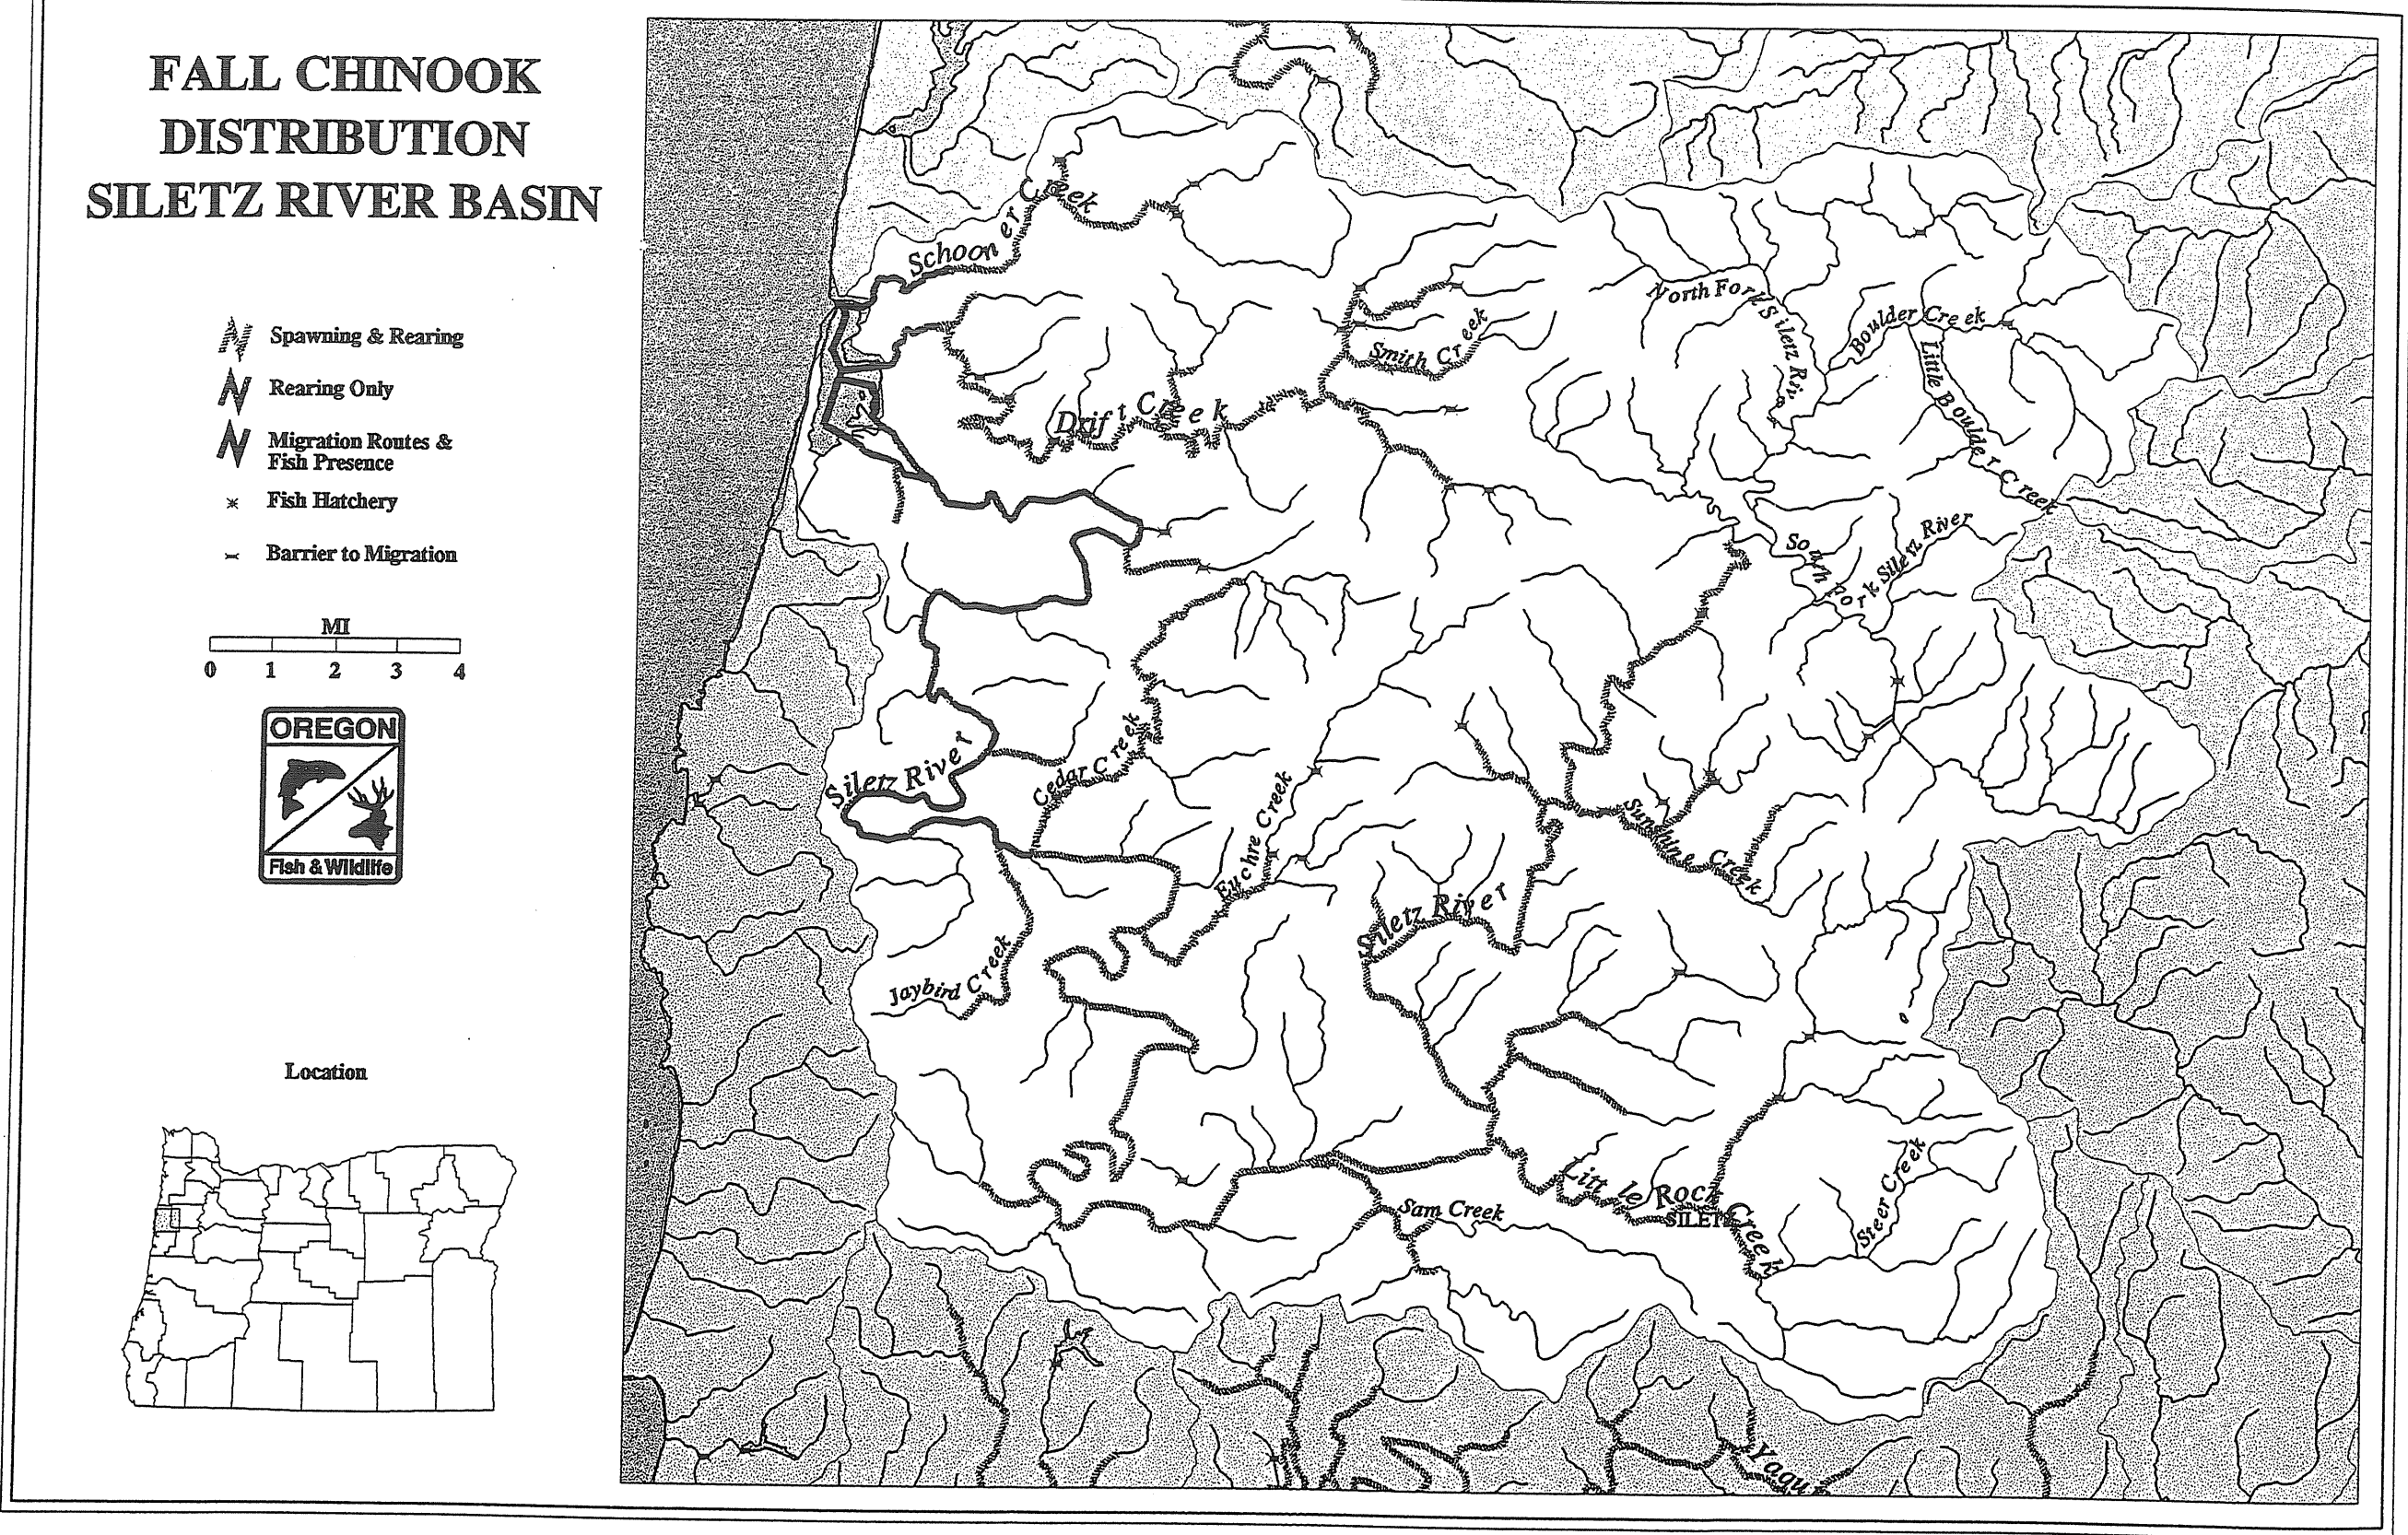 FALL CHINOOK
DISTRIBUTION
SILETZ RIVER BASIN
Spawning & Rearing
Rearing Only
Migration Routes &
Fish Presence
Fish Hatchery
Barrier to Migration
MI
0 1 2 3 4
OREGON
Fish & Wildlife
Location
Schooner Creek
Drift Creek
Smith Creek
North Fork Siletz River
Boulder Creek
Little Boulder Creek
South Fork Siletz River
Siletz River
Cedar Creek
Euchre Creek
Sunshine Creek
Siletz River
Jaybird Creek
Little Rock Creek
SILETZ
Sam Creek
Steer Creek
Yaqu